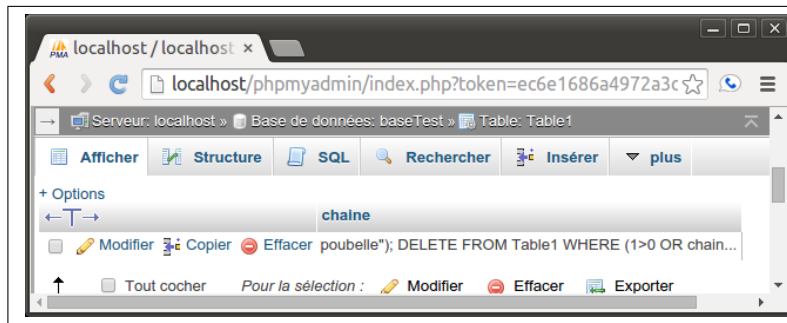 PMA localhost / localhost ×
localhost/phpmyadmin/index.php?token=ec6e1686a4972a3c
→ Serveur: localhost » Base de données: baseTest » Table: Table1
Afficher Structure SQL Rechercher Insérer plus
+ Options
←T→ chaine
Modifier Copier Effacer poubelle"); DELETE FROM Table1 WHERE (1>0 OR chain...
Tout cocher Pour la sélection : Modifier Effacer Exporter